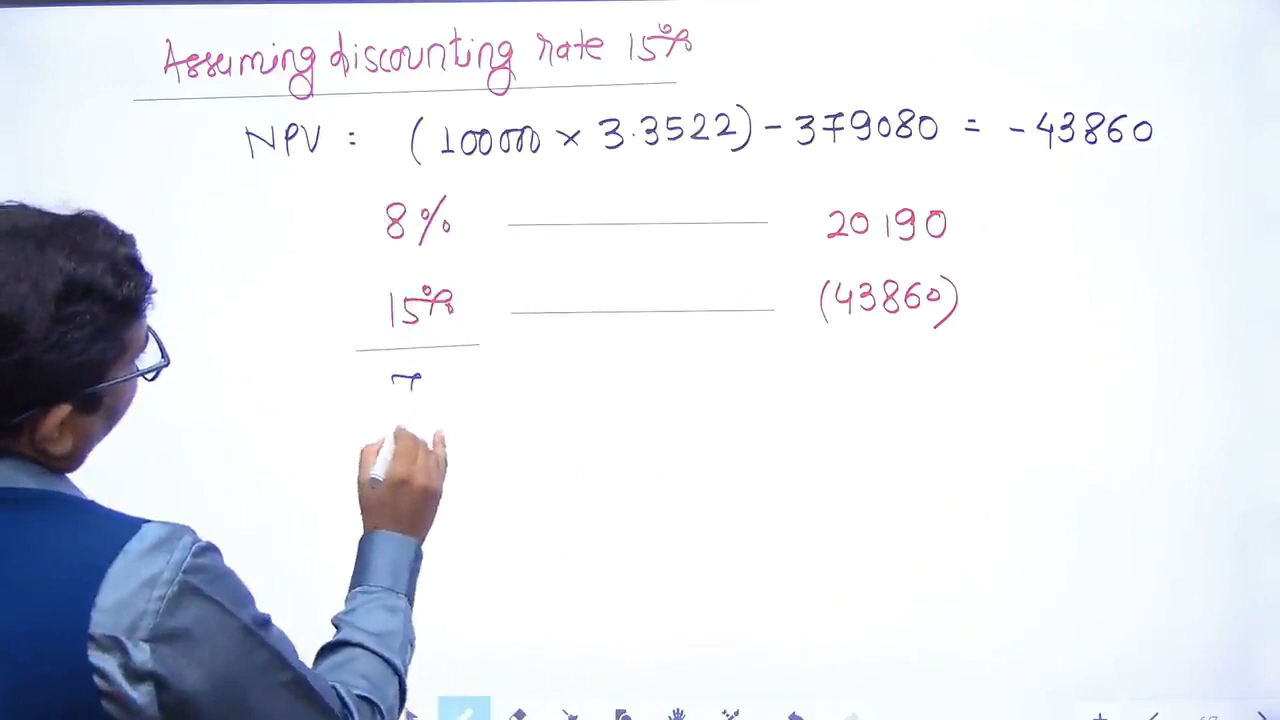 Assuming discounting rate 15%
NPV : (100000 × 3.3522) - 379080 = -43860
8% 20190
15% (43860)
7